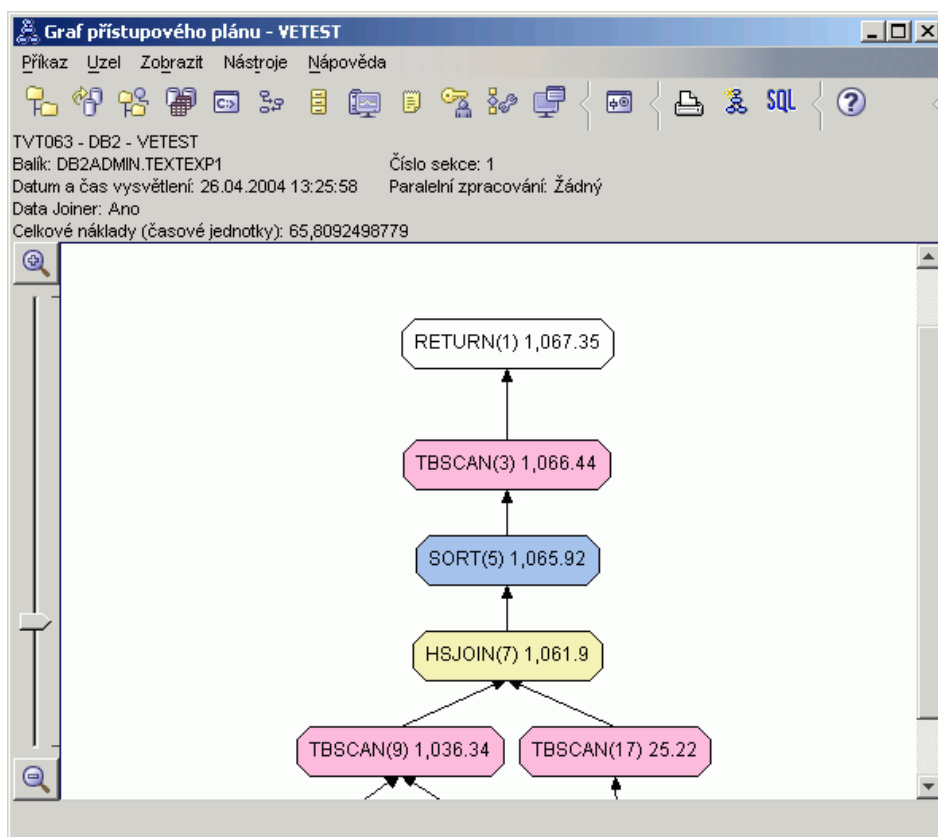 Graf přístupového plánu - VETEST
Příkaz Uzel Zobrazit Nástroje Nápověda
C:>
SQL
?
TVT063 - DB2 - VETEST
Balík: DB2ADMIN.TEXTEXP1 Číslo sekce: 1
Datum a čas vysvětlení: 26.04.2004 13:25:58 Paralelní zpracování: Žádný
Data Joiner: Ano
Celkové náklady (časové jednotky): 65,8092498779
RETURN(1) 1,067.35
TBSCAN(3) 1,066.44
SORT(5) 1,065.92
HSJOIN(7) 1,061.9
TBSCAN(9) 1,036.34 TBSCAN(17) 25.22